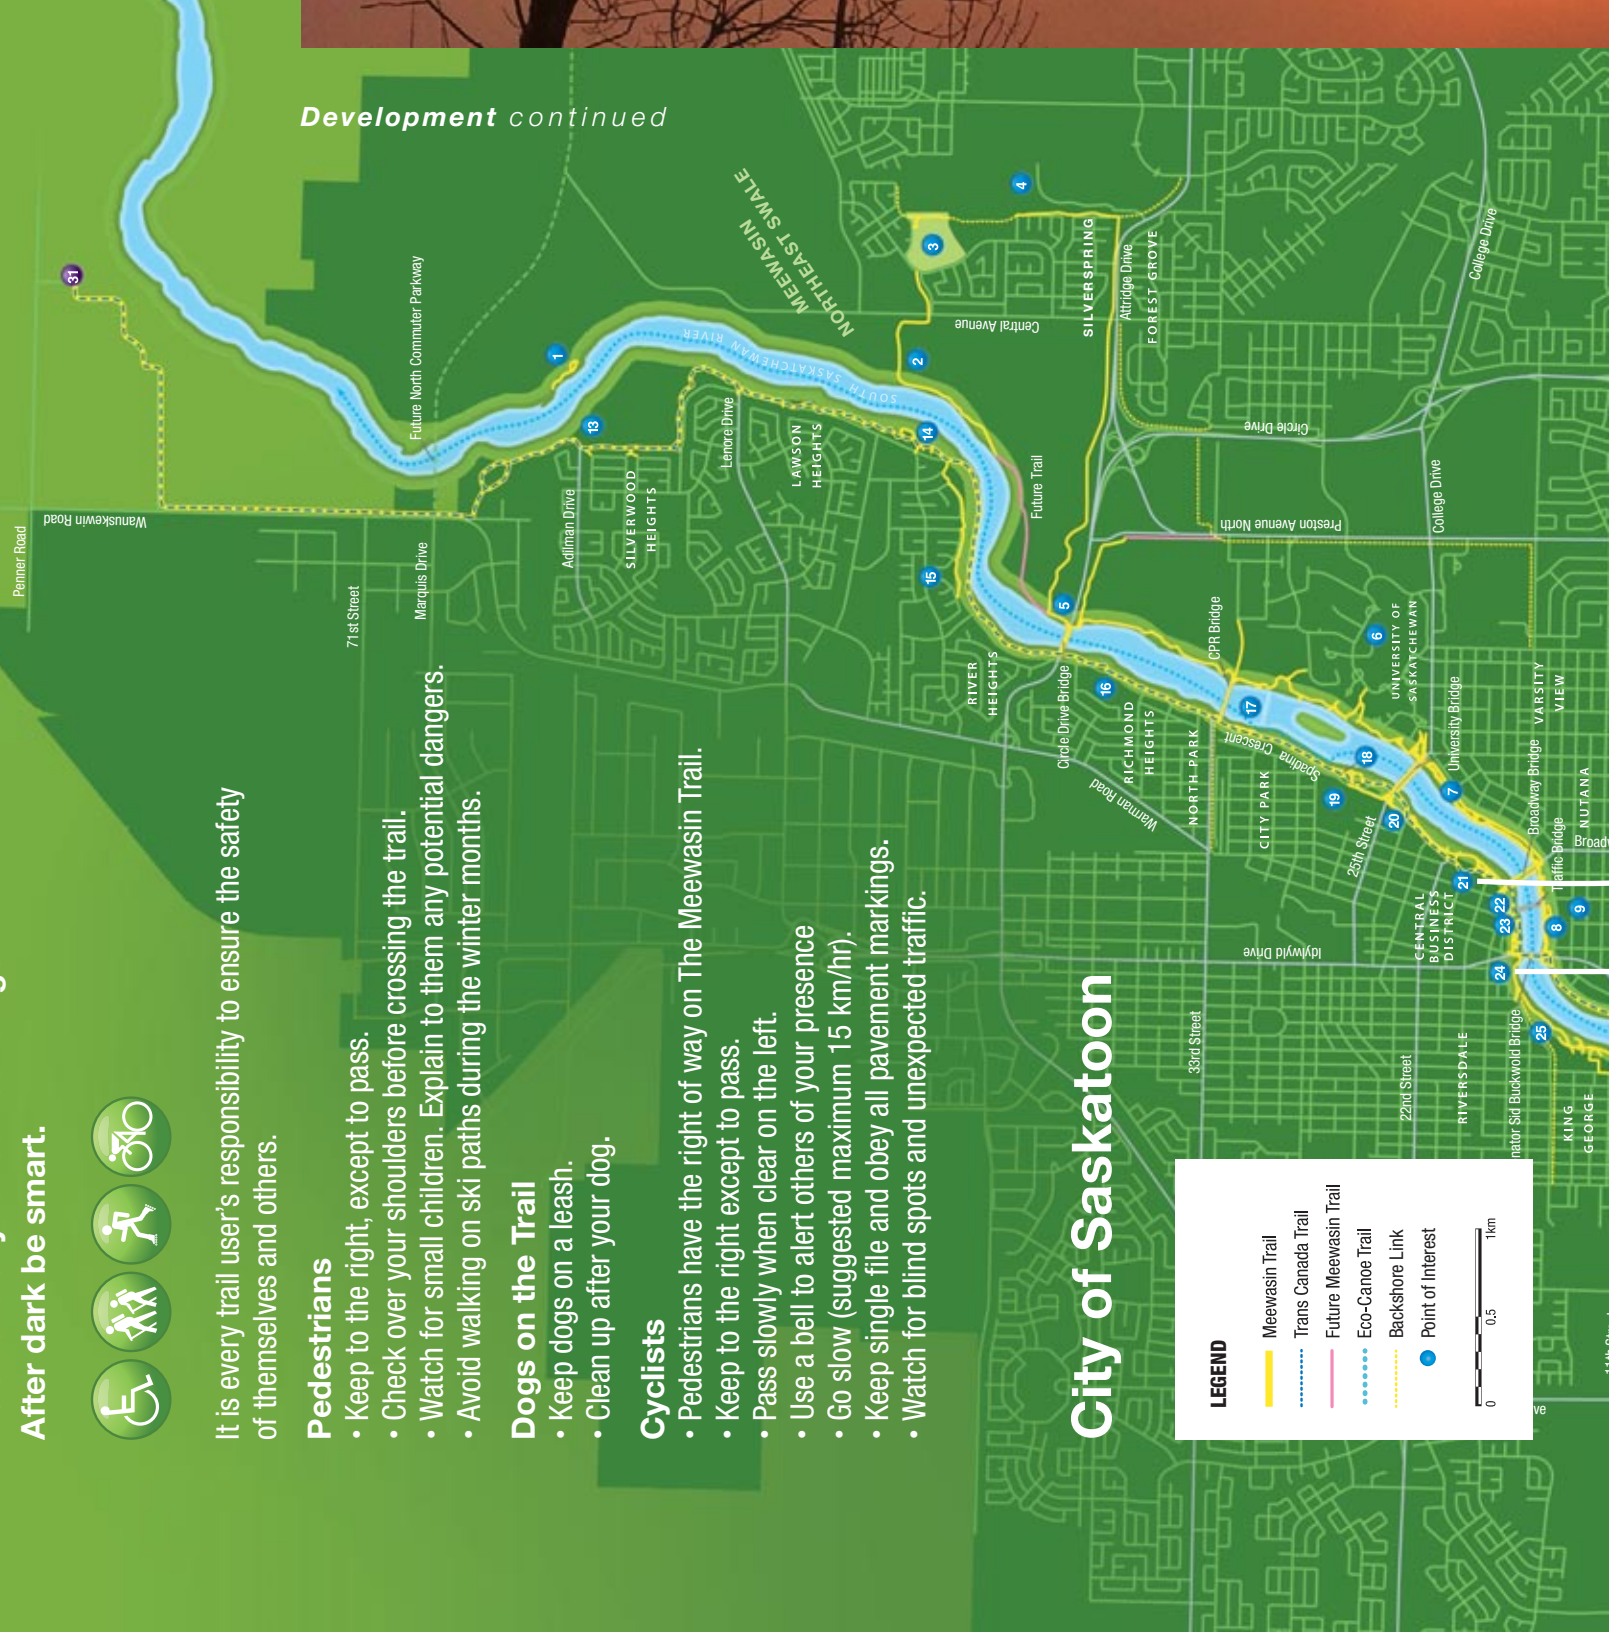 Development continued
After dark be smart.
It is every trail user's responsibility to ensure the safety
of themselves and others.
Pedestrians
• Keep to the right, except to pass.
• Check over your shoulders before crossing the trail.
• Watch for small children. Explain to them any potential dangers.
• Avoid walking on ski paths during the winter months.
Dogs on the Trail
• Keep dogs on a leash.
• Clean up after your dog.
Cyclists
• Pedestrians have the right of way on The Meewasin Trail.
• Keep to the right except to pass.
• Pass slowly when clear on the left.
• Use a bell to alert others of your presence
• Go slow (suggested maximum 15 km/hr).
• Keep single file and obey all pavement markings.
• Watch for blind spots and unexpected traffic.
City of Saskatoon
LEGEND
Meewasin Trail
Trans Canada Trail
Future Meewasin Trail
Eco-Canoe Trail
Backshore Link
Point of Interest
0 0.5 1km
Penner Road
Wanuskewin Road
71st Street
Marquis Drive
Future North Commuter Parkway
Adilman Drive
SILVERWOOD
HEIGHTS
Lenore Drive
LAWSON
HEIGHTS
SOUTH SASKATCHEWAN RIVER
MEEWASIN
NORTHEAST SWALE
Central Avenue
SILVERSPRING
Attridge Drive
FOREST GROVE
Future Trail
Circle Drive
Preston Avenue North
College Drive
College Drive
RIVER
HEIGHTS
Circle Drive Bridge
RICHMOND
HEIGHTS
Warman Road
NORTH PARK
CPR Bridge
Spadina Crescent
CITY PARK
UNIVERSITY OF
SASKATCHEWAN
University Bridge
25th Street
VARSITY
VIEW
Broadway Bridge
NUTANA
Traffic Bridge
Broadw
CENTRAL
BUSINESS
DISTRICT
Idylwyld Drive
33rd Street
22nd Street
RIVERSDALE
nator Sid Buckwold Bridge
KING
GEORGE
ve
31
1
2
3
4
13
14
15
5
16
17
6
18
19
20
7
21
22
23
24
8
9
25